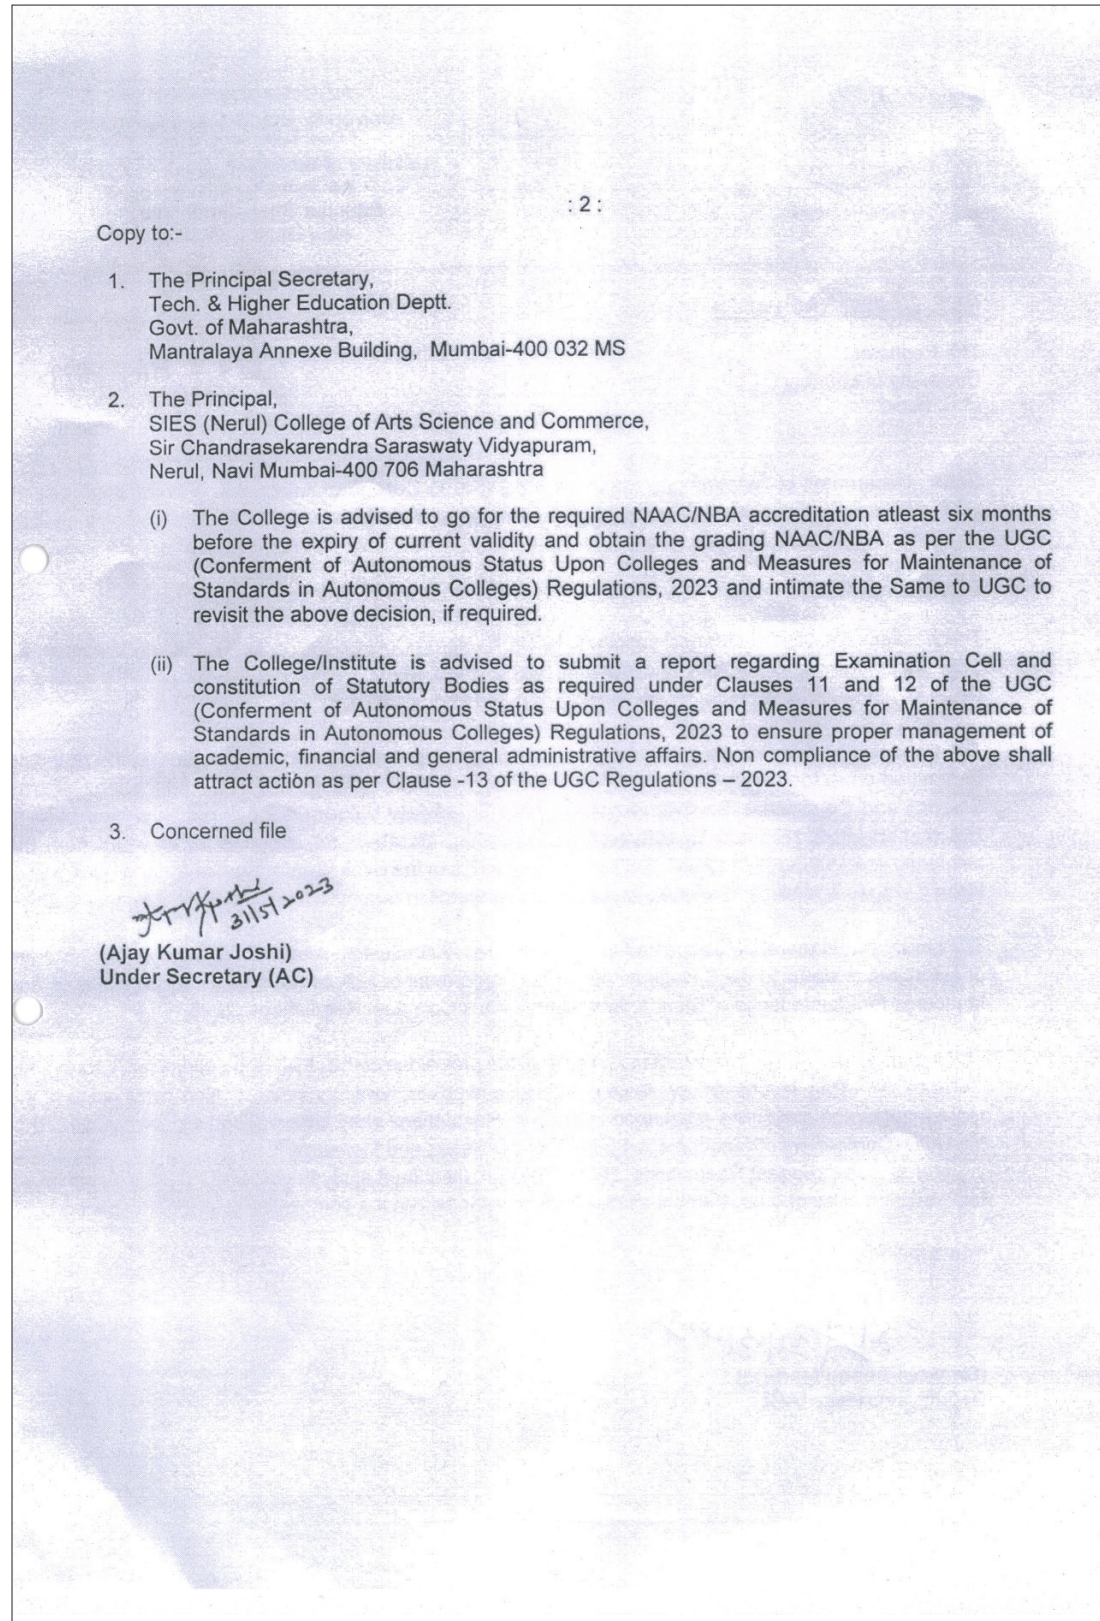 : 2 :
Copy to:-
1. The Principal Secretary,
Tech. & Higher Education Deptt.
Govt. of Maharashtra,
Mantralaya Annexe Building, Mumbai-400 032 MS
2. The Principal,
SIES (Nerul) College of Arts Science and Commerce,
Sir Chandrasekarendra Saraswaty Vidyapuram,
Nerul, Navi Mumbai-400 706 Maharashtra
(i) The College is advised to go for the required NAAC/NBA accreditation atleast six months
before the expiry of current validity and obtain the grading NAAC/NBA as per the UGC
(Conferment of Autonomous Status Upon Colleges and Measures for Maintenance of
Standards in Autonomous Colleges) Regulations, 2023 and intimate the Same to UGC to
revisit the above decision, if required.
(ii) The College/Institute is advised to submit a report regarding Examination Cell and
constitution of Statutory Bodies as required under Clauses 11 and 12 of the UGC
(Conferment of Autonomous Status Upon Colleges and Measures for Maintenance of
Standards in Autonomous Colleges) Regulations, 2023 to ensure proper management of
academic, financial and general administrative affairs. Non compliance of the above shall
attract action as per Clause -13 of the UGC Regulations – 2023.
3. Concerned file
31/5/2023
(Ajay Kumar Joshi)
Under Secretary (AC)